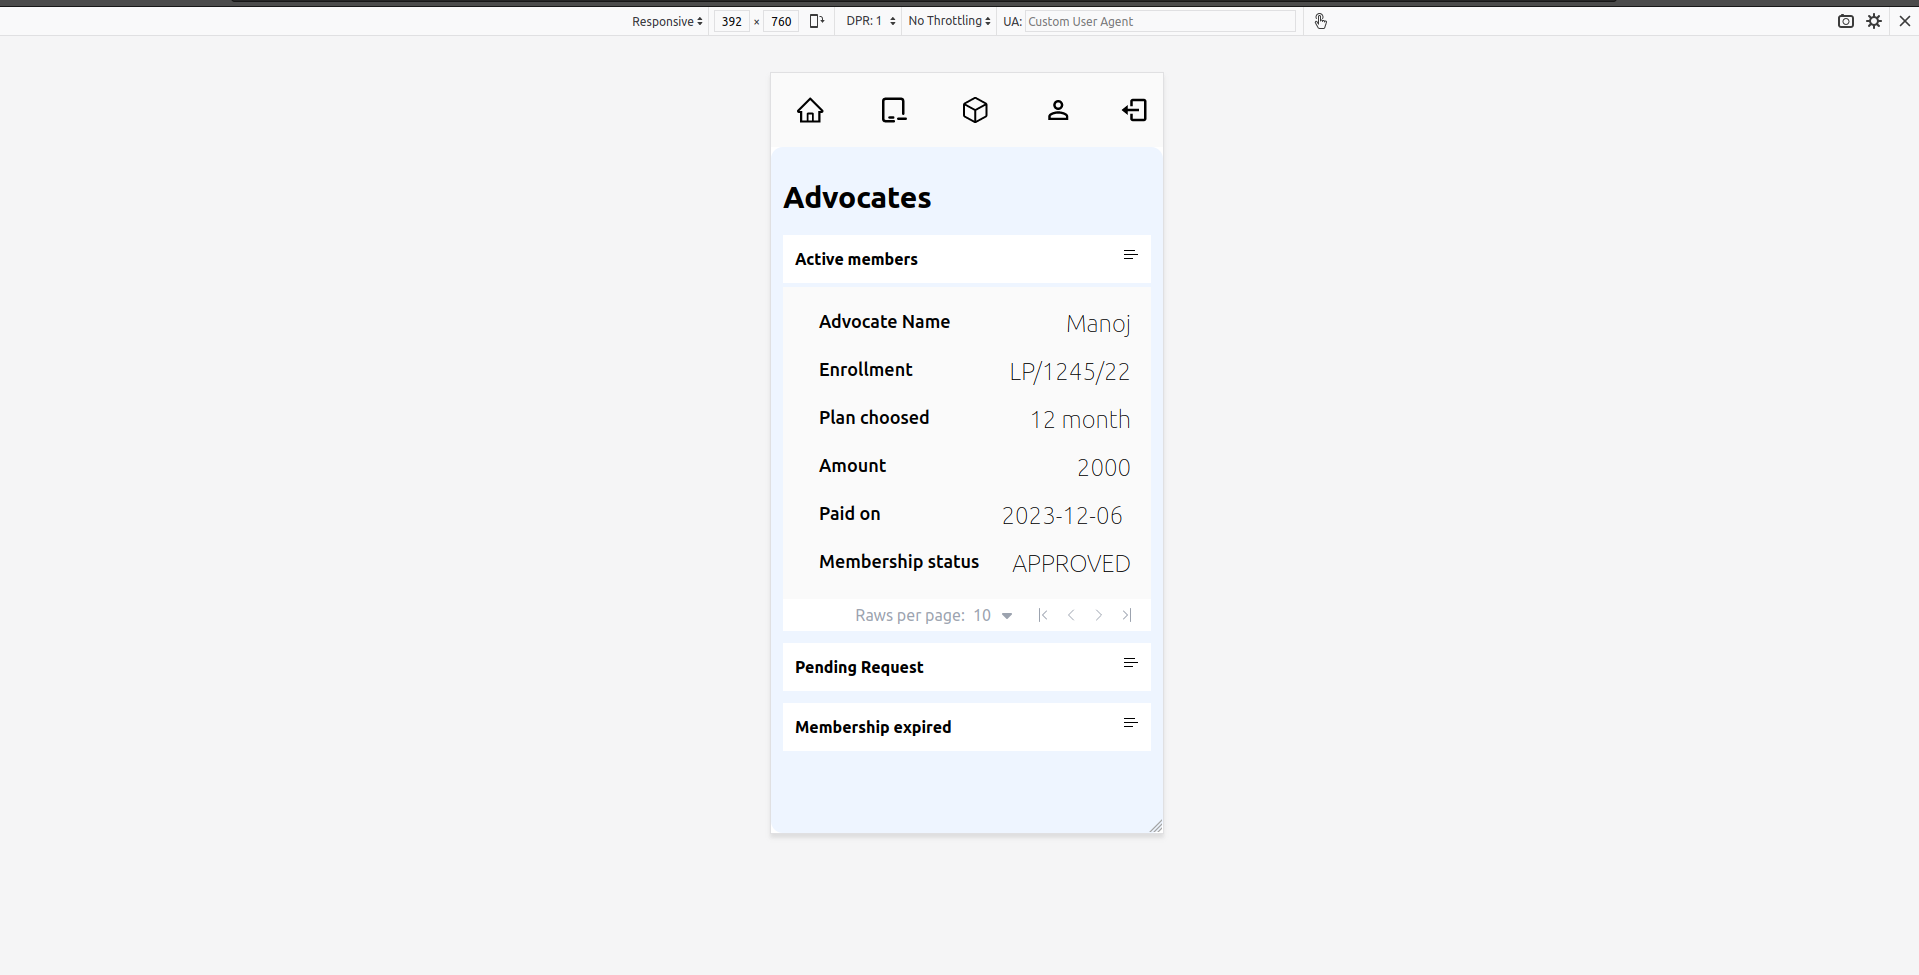 Responsive 392 × 760 DPR: 1 No Throttling UA: Custom User Agent
Advocates
Active members
Advocate Name Manoj
Enrollment LP/1245/22
Plan choosed 12 month
Amount 2000
Paid on 2023-12-06
Membership status APPROVED
Raws per page: 10
Pending Request
Membership expired